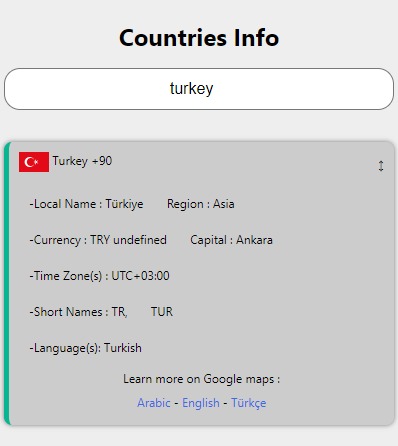 Countries Info
turkey
Turkey +90
-Local Name : Türkiye Region : Asia
-Currency : TRY undefined Capital : Ankara
-Time Zone(s) : UTC+03:00
-Short Names : TR, TUR
-Language(s): Turkish
Learn more on Google maps :
Arabic - English - Türkçe